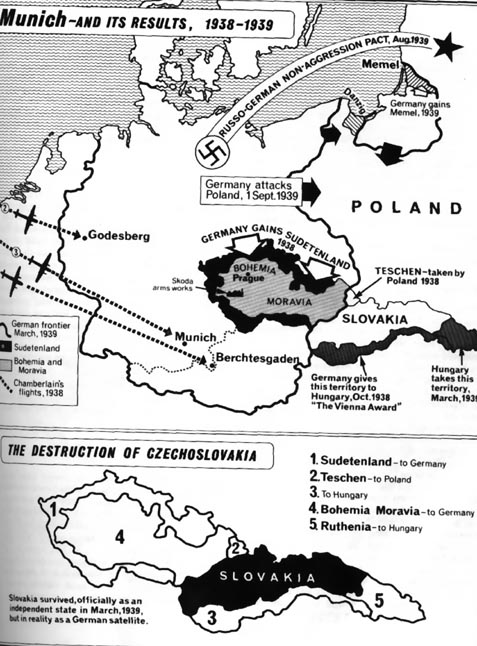 Munich–AND ITS RESULTS, 1938-1939
RUSSO-GERMAN NON-AGGRESSION PACT, Aug.1939
Memel
Danzig
Germany gains
Memel, 1939
Germany attacks
Poland, 1 Sept. 1939
POLAND
2
Godesberg
GERMANY GAINS SUDETENLAND
1938
3
BOHEMIA
Prague
Skoda
arms works
MORAVIA
TESCHEN–taken by
Poland 1938
SLOVAKIA
Munich
Berchtesgaden
German frontier
March, 1939
Sudetenland
Bohemia and
Moravia
Chamberlain's
flights, 1938
Germany gives
this territory to
Hungary, Oct. 1938
"The Vienna Award"
Hungary
takes this
territory,
March, 1939
THE DESTRUCTION OF CZECHOSLOVAKIA
1. Sudetenland–to Germany
2. Teschen–to Poland
3. To Hungary
4. Bohemia Moravia–to Germany
5. Ruthenia–to Hungary
1
4
2
SLOVAKIA
3
5
Slovakia survived, officially as an
independent state in March, 1939,
but in reality as a German satellite.